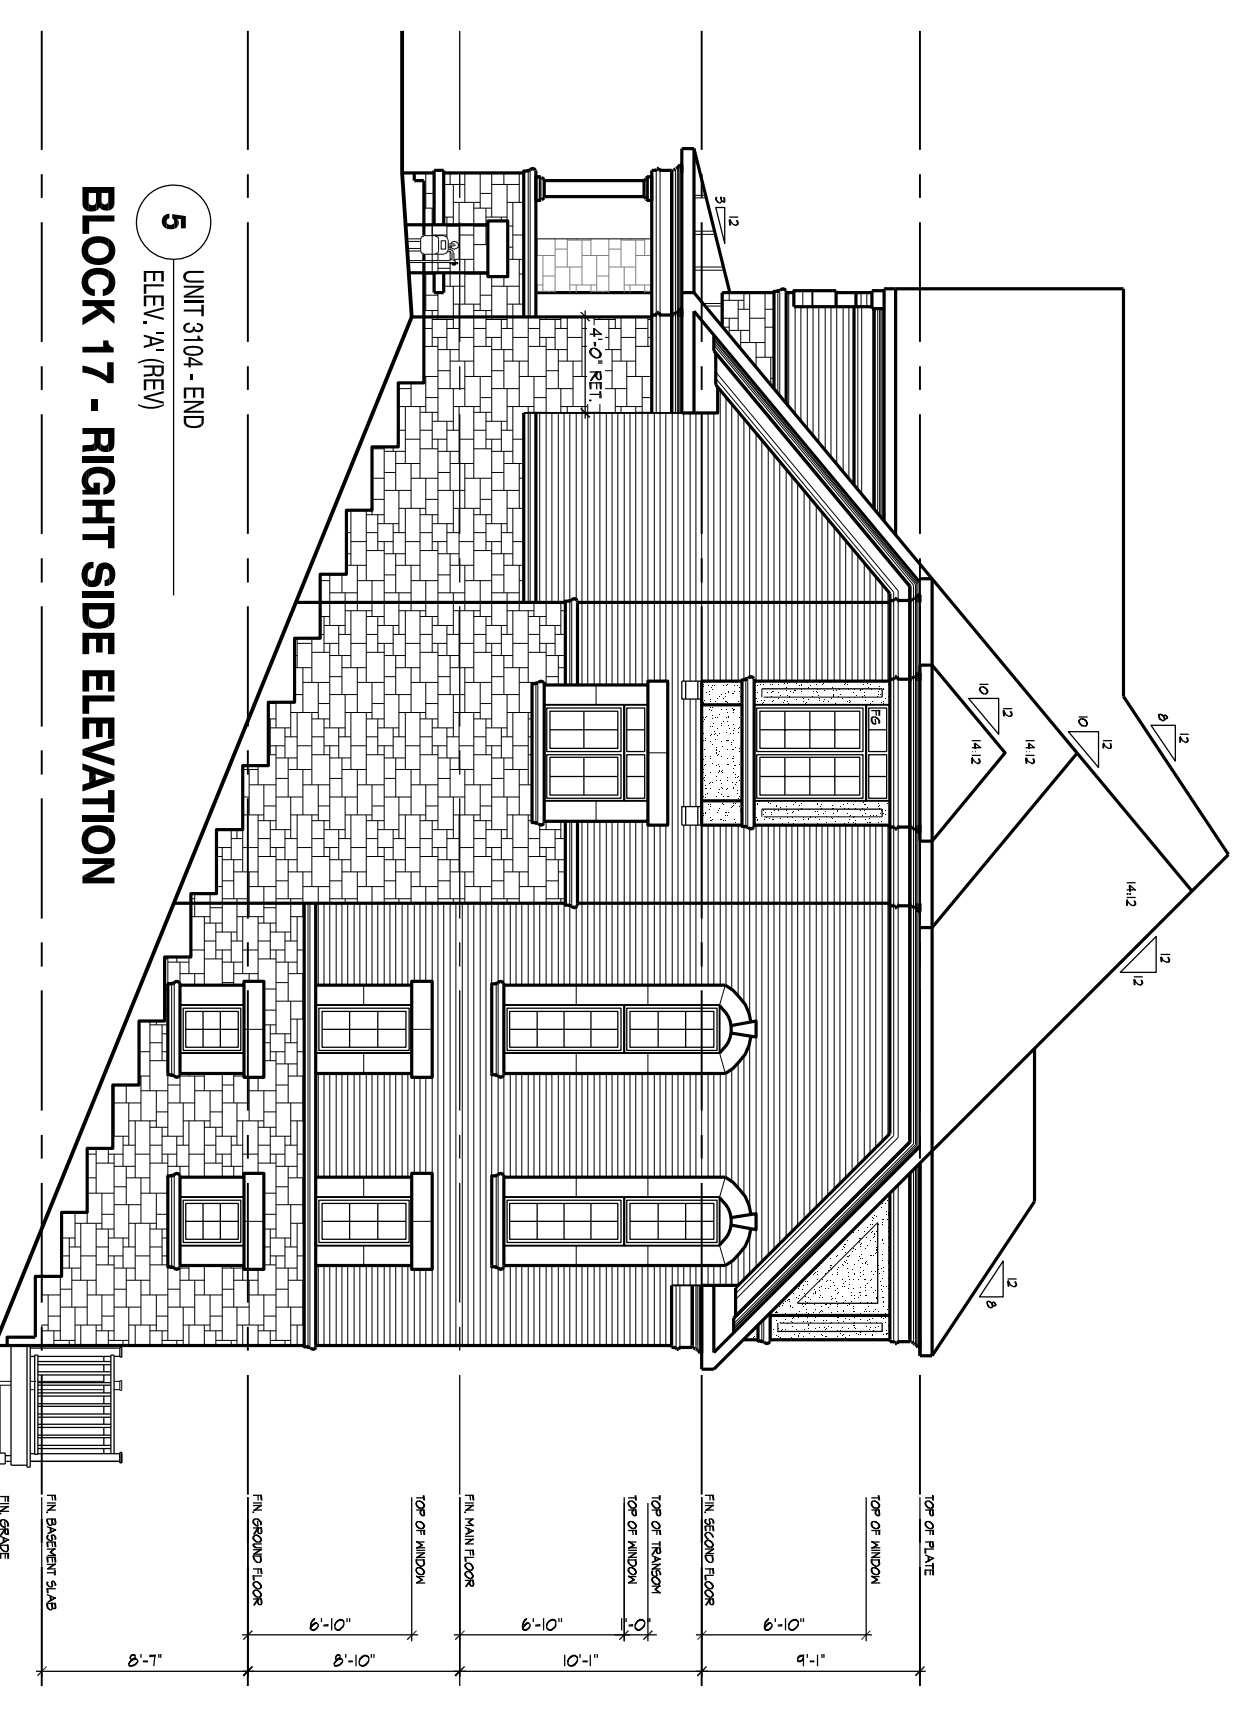 12
8
12
10
12
10
14:12
14:12
14:12
12
12
12
8
12
3
FG
4'-0" RET.
TOP OF PLATE
TOP OF WINDOW
6'-10"
9'-1"
FIN. SECOND FLOOR
TOP OF TRANSOM
1'-0"
TOP OF WINDOW
6'-10"
10'-1"
FIN. MAIN FLOOR
TOP OF WINDOW
6'-10"
8'-10"
FIN. GROUND FLOOR
8'-7"
FIN. BASEMENT SLAB
FIN. GRADE
5
UNIT 3104 - END
ELEV. 'A' (REV)
BLOCK 17 - RIGHT SIDE ELEVATION